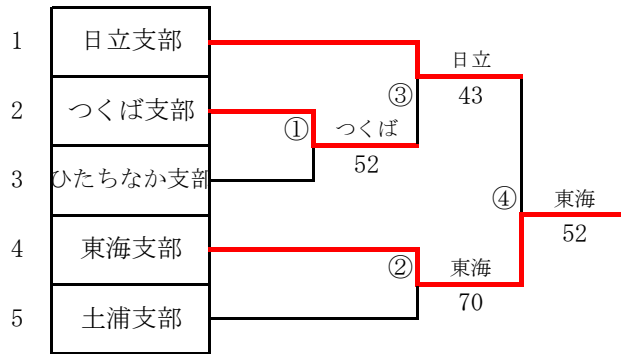 1 日立支部
日立
③ 43
2 つくば支部
① つくば
52
3 ひたちなか支部
④ 東海
52
4 東海支部
② 東海
70
5 土浦支部